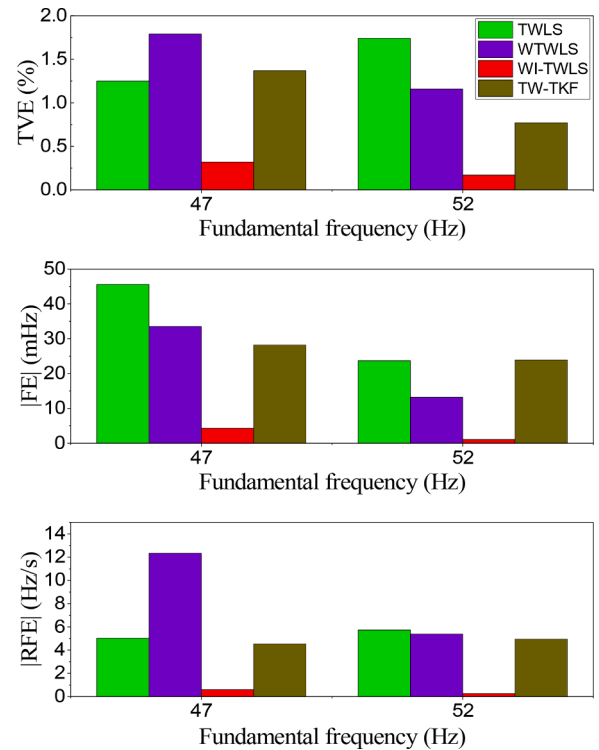 2.0
1.5
1.0
0.5
0.0
TVE (%)
TWLS
WTWLS
WI-TWLS
TW-TKF
47
52
Fundamental frequency (Hz)
50
40
30
20
10
0
|FE| (mHz)
47
52
Fundamental frequency (Hz)
14
12
10
8
6
4
2
0
|RFE| (Hz/s)
47
52
Fundamental frequency (Hz)